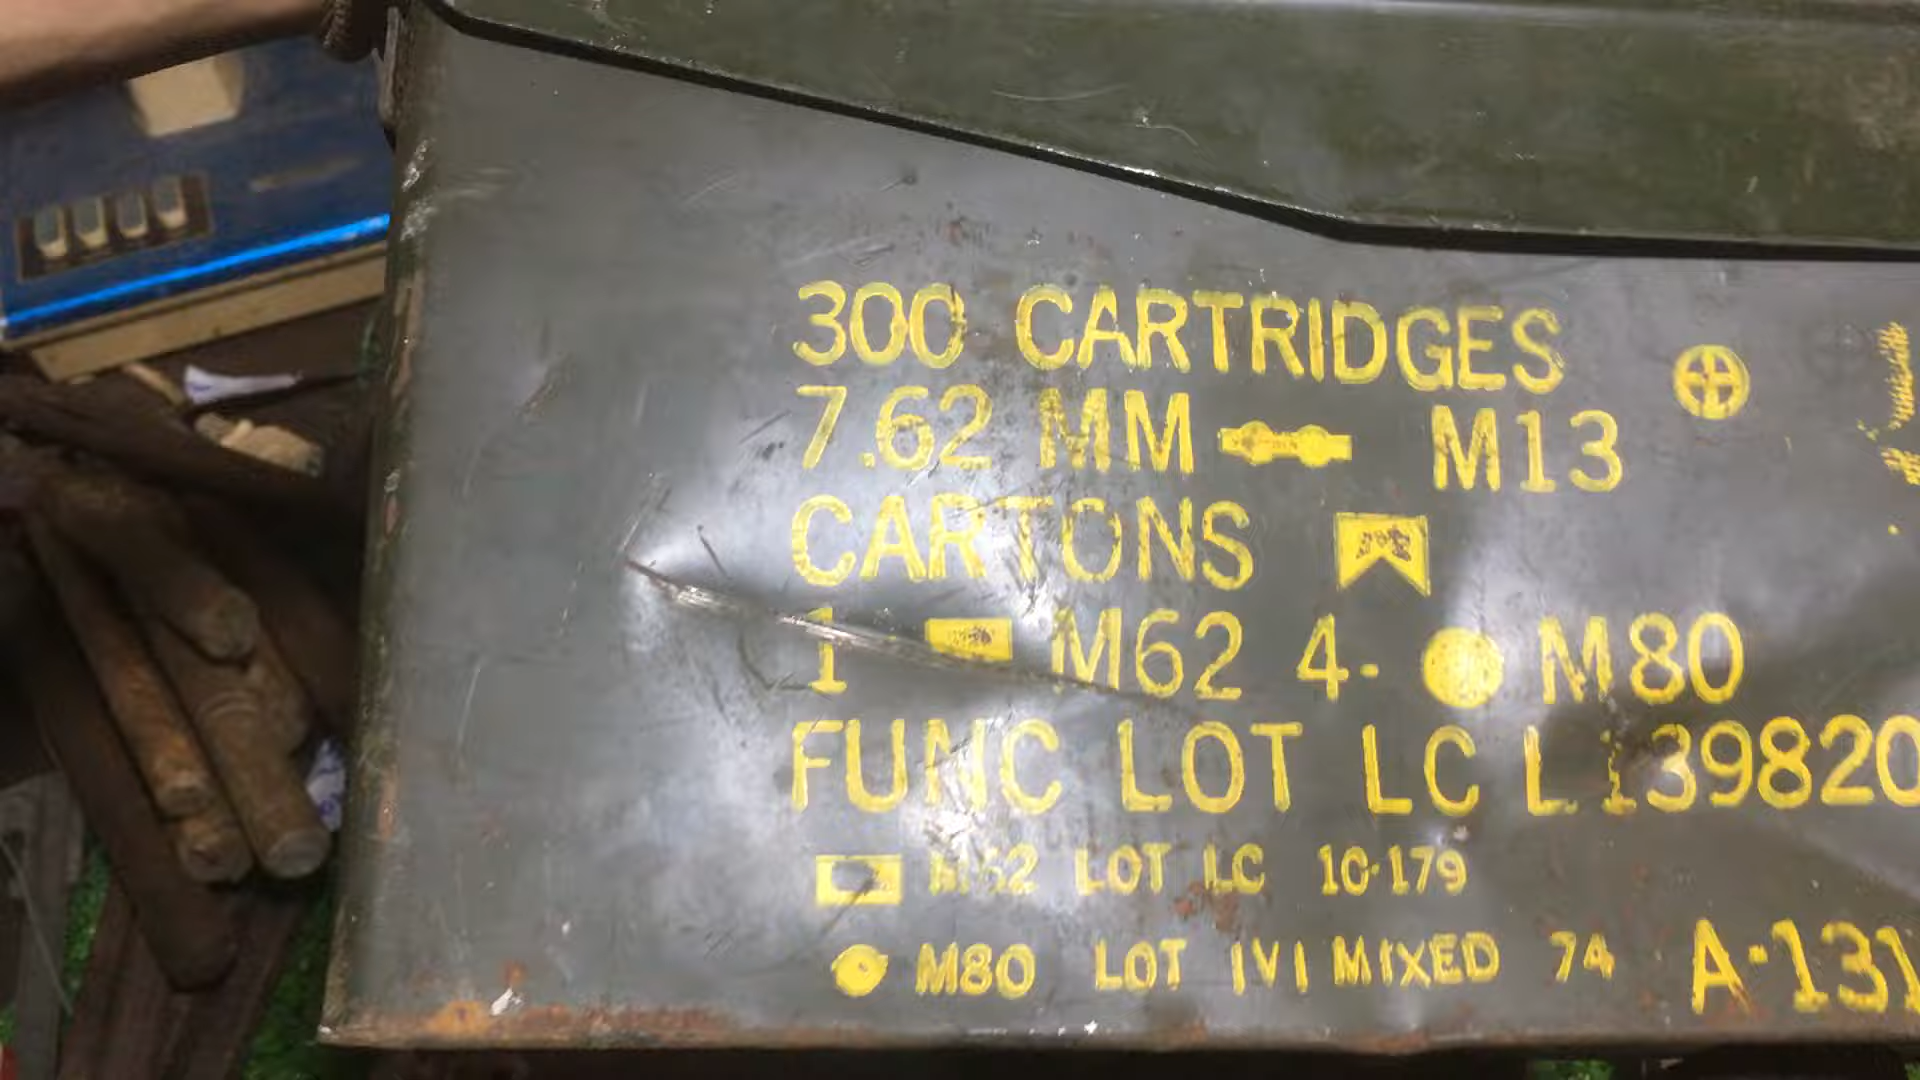 300 CARTRIDGES
7.62 MM M13
CARTONS
1 M62 4. M80
FUNC LOT LC L139820
M62 LOT LC 10-179
M80 LOT IVI MIXED 74
A-131